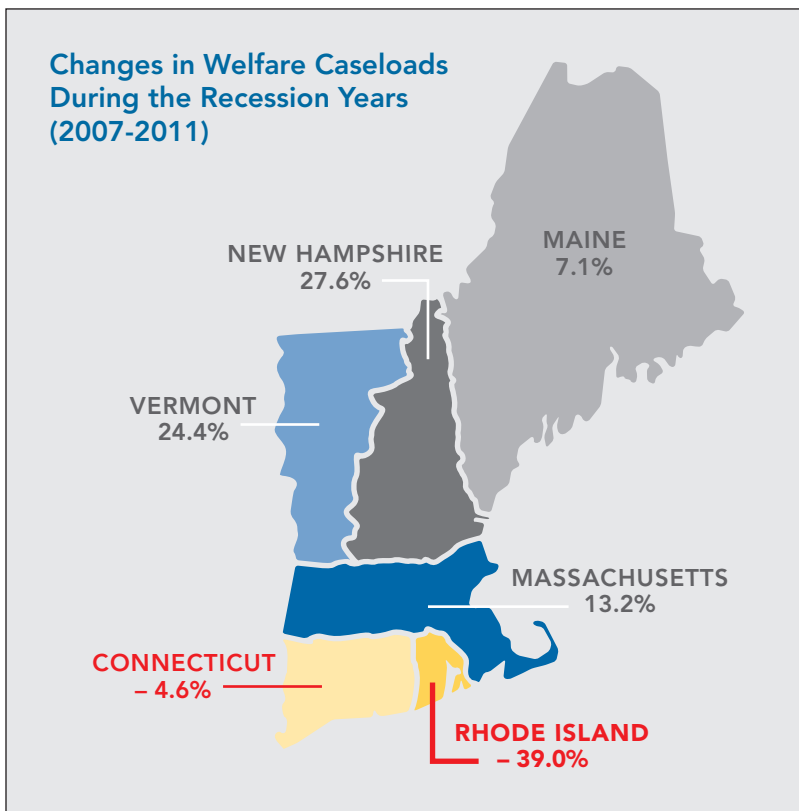 Changes in Welfare Caseloads
During the Recession Years
(2007-2011)
MAINE
7.1%
NEW HAMPSHIRE
27.6%
VERMONT
24.4%
MASSACHUSETTS
13.2%
CONNECTICUT
– 4.6%
RHODE ISLAND
– 39.0%